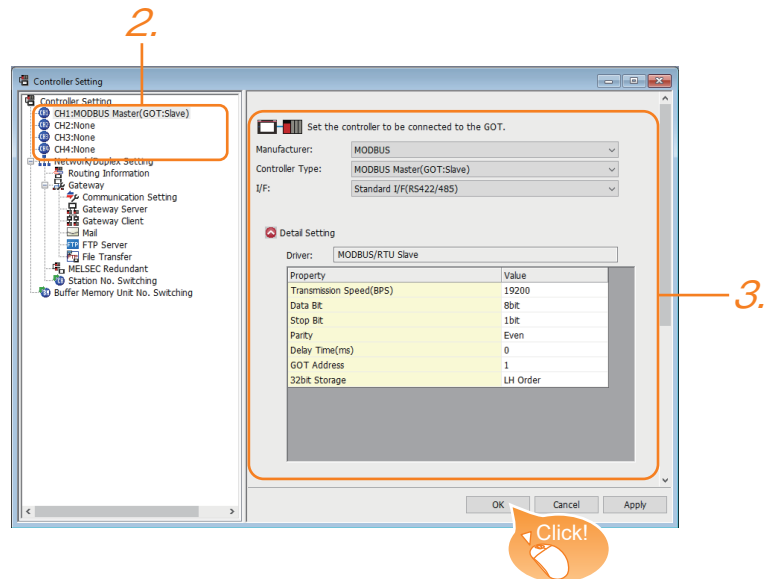 2.
Controller Setting
Controller Setting
CH1:MODBUS Master(GOT:Slave)
CH2:None
CH3:None
CH4:None
Network/Duplex Setting
Routing Information
Gateway
Communication Setting
Gateway Server
Gateway Client
Mail
FTP Server
File Transfer
MELSEC Redundant
Station No. Switching
Buffer Memory Unit No. Switching
Set the controller to be connected to the GOT.
Manufacturer: MODBUS
Controller Type: MODBUS Master(GOT:Slave)
I/F: Standard I/F(RS422/485)
Detail Setting
Driver: MODBUS/RTU Slave
Property Value
Transmission Speed(BPS) 19200
Data Bit 8bit
Stop Bit 1bit
Parity Even
Delay Time(ms) 0
GOT Address 1
32bit Storage LH Order
3.
OK Cancel Apply
Click!